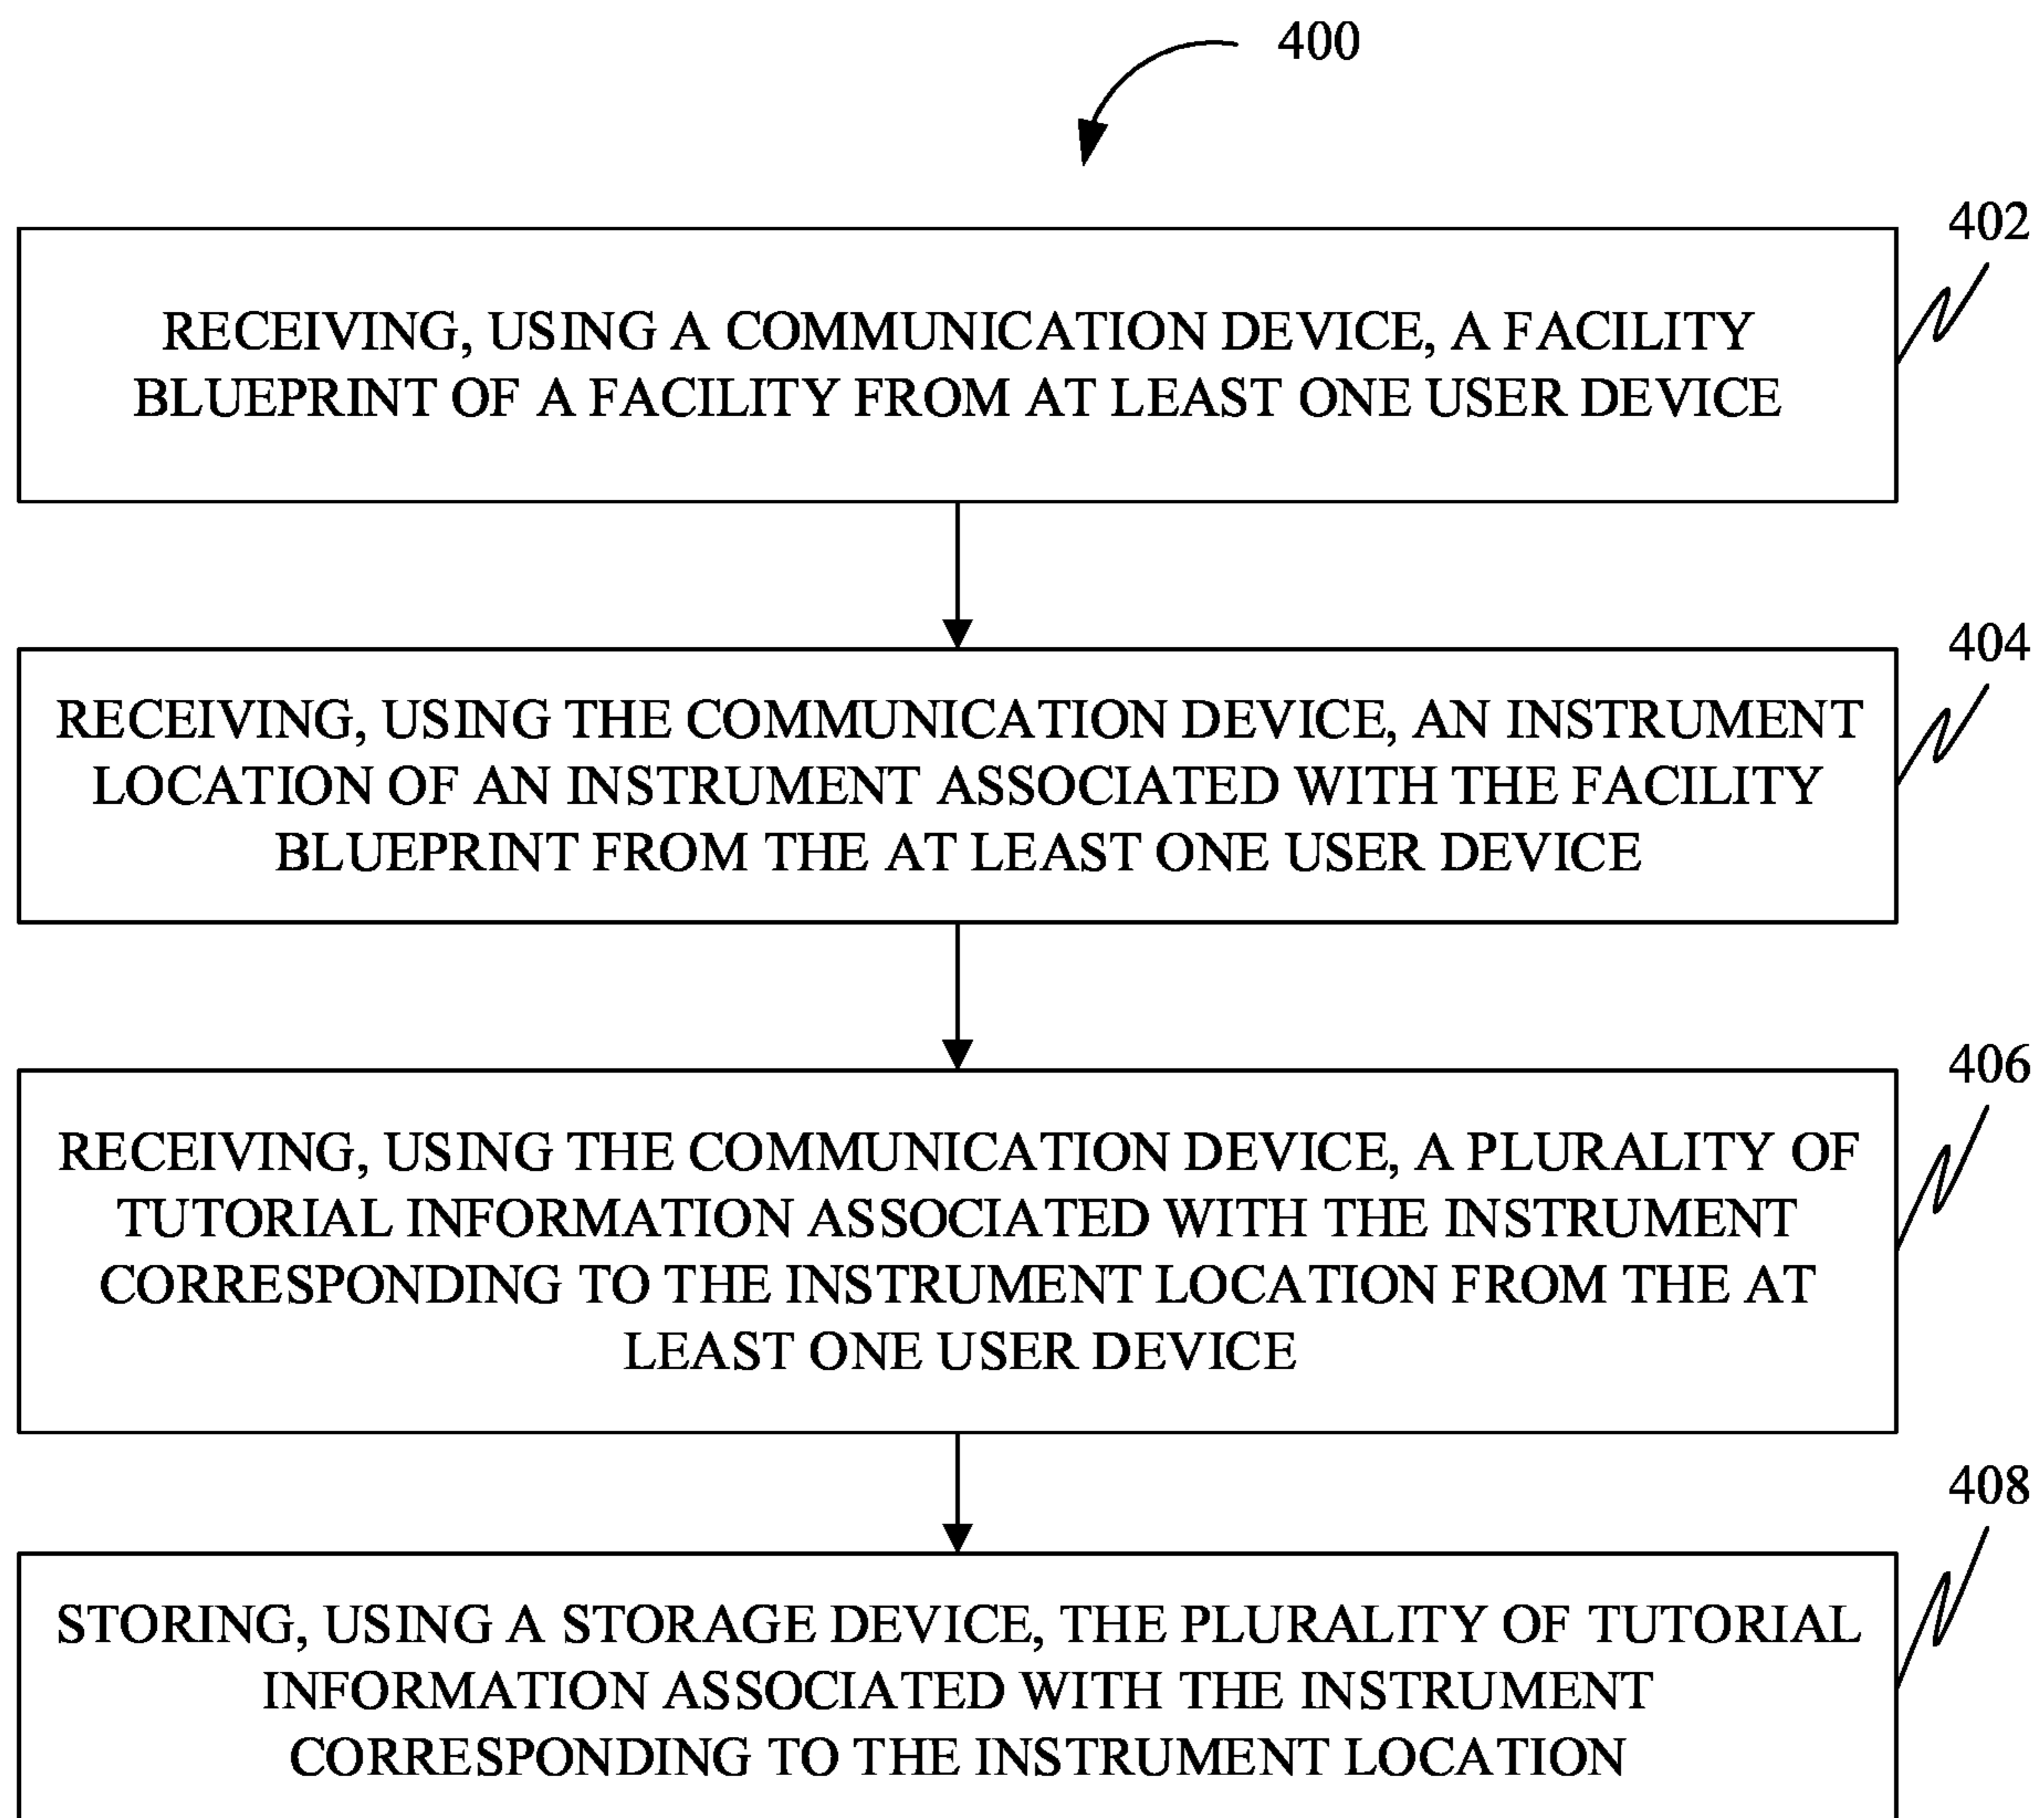 400
402
RECEIVING, USING A COMMUNICATION DEVICE, A FACILITY
BLUEPRINT OF A FACILITY FROM AT LEAST ONE USER DEVICE
404
RECEIVING, USING THE COMMUNICATION DEVICE, AN INSTRUMENT
LOCATION OF AN INSTRUMENT ASSOCIATED WITH THE FACILITY
BLUEPRINT FROM THE AT LEAST ONE USER DEVICE
406
RECEIVING, USING THE COMMUNICATION DEVICE, A PLURALITY OF
TUTORIAL INFORMATION ASSOCIATED WITH THE INSTRUMENT
CORRESPONDING TO THE INSTRUMENT LOCATION FROM THE AT
LEAST ONE USER DEVICE
408
STORING, USING A STORAGE DEVICE, THE PLURALITY OF TUTORIAL
INFORMATION ASSOCIATED WITH THE INSTRUMENT
CORRESPONDING TO THE INSTRUMENT LOCATION